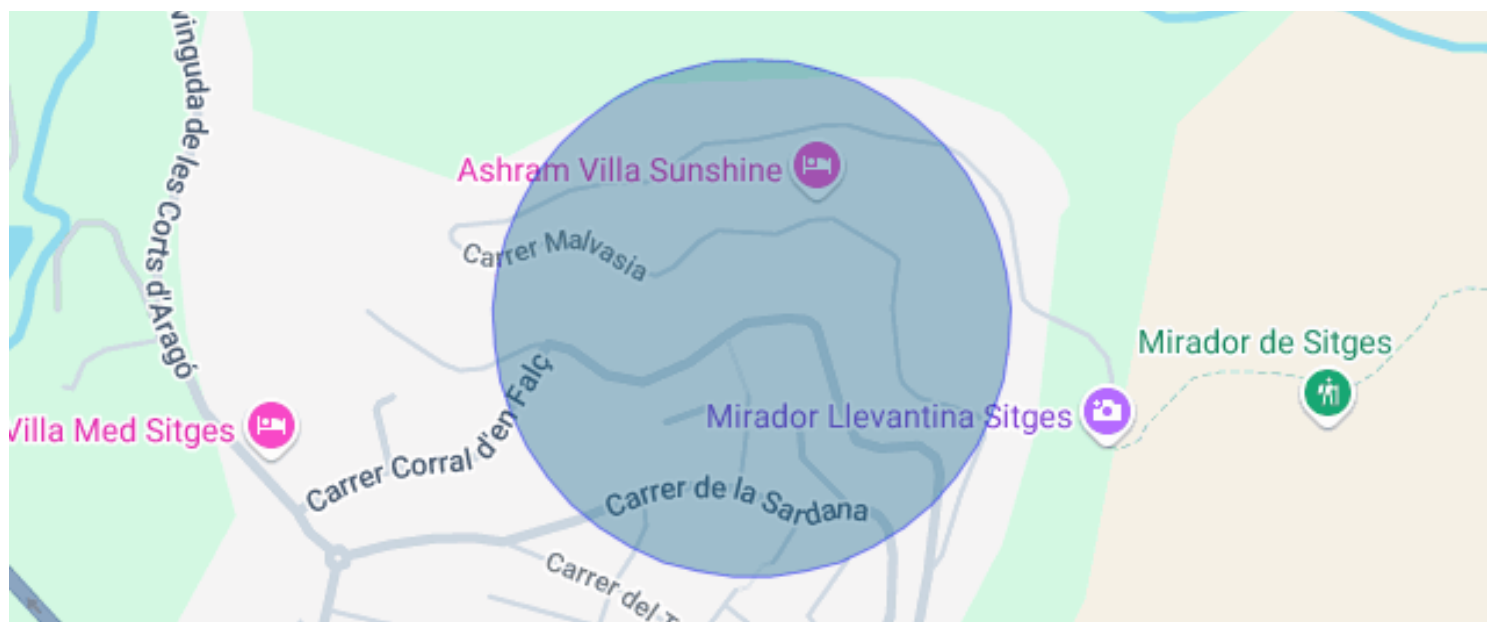 Ashram Villa Sunshine
Carrer Malvasia
Mirador de Sitges
Mirador Llevantina Sitges
Villa Med Sitges
Carrer Corral d'en Falç
Carrer de la Sardana
Carrer del
de les Corts d'Aragó